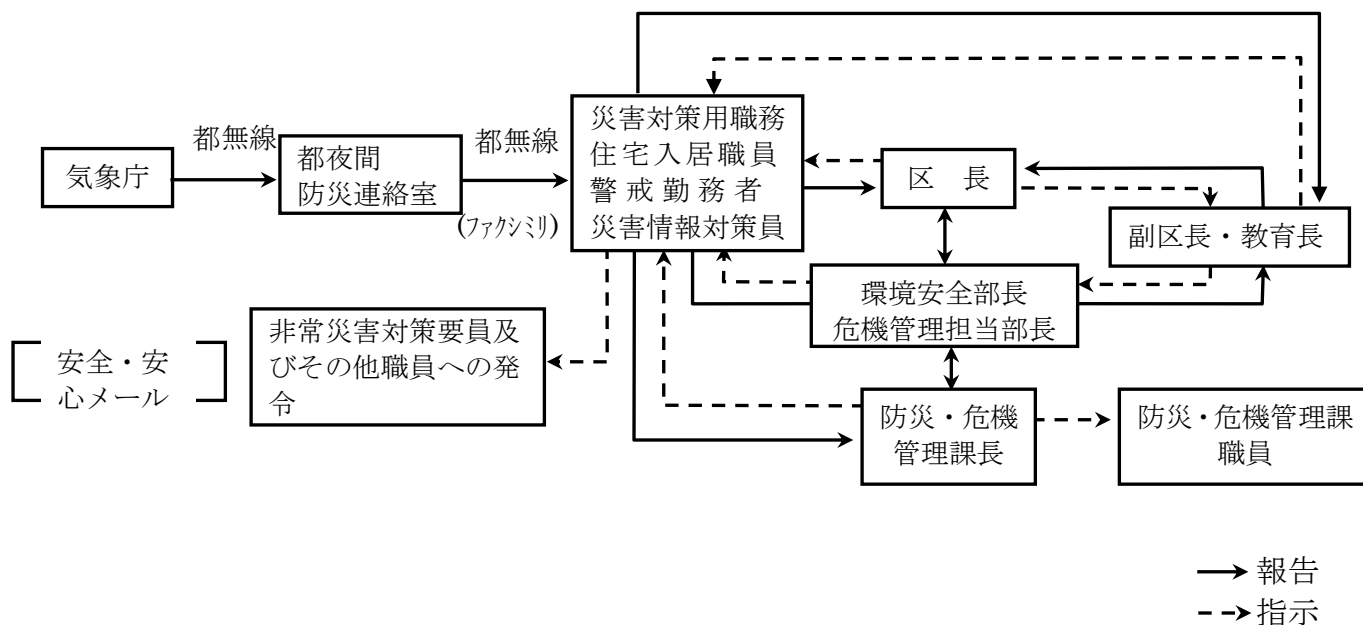 気象庁
都無線
都夜間
防災連絡室
都無線
(ファクシミリ)
災害対策用職務
住宅入居職員
警戒勤務者
災害情報対策員
区　長
副区長・教育長
環境安全部長
危機管理担当部長
安全・安
心メール
非常災害対策要員及
びその他職員への発
令
防災・危機
管理課長
防災・危機管理課
職員
報告
指示